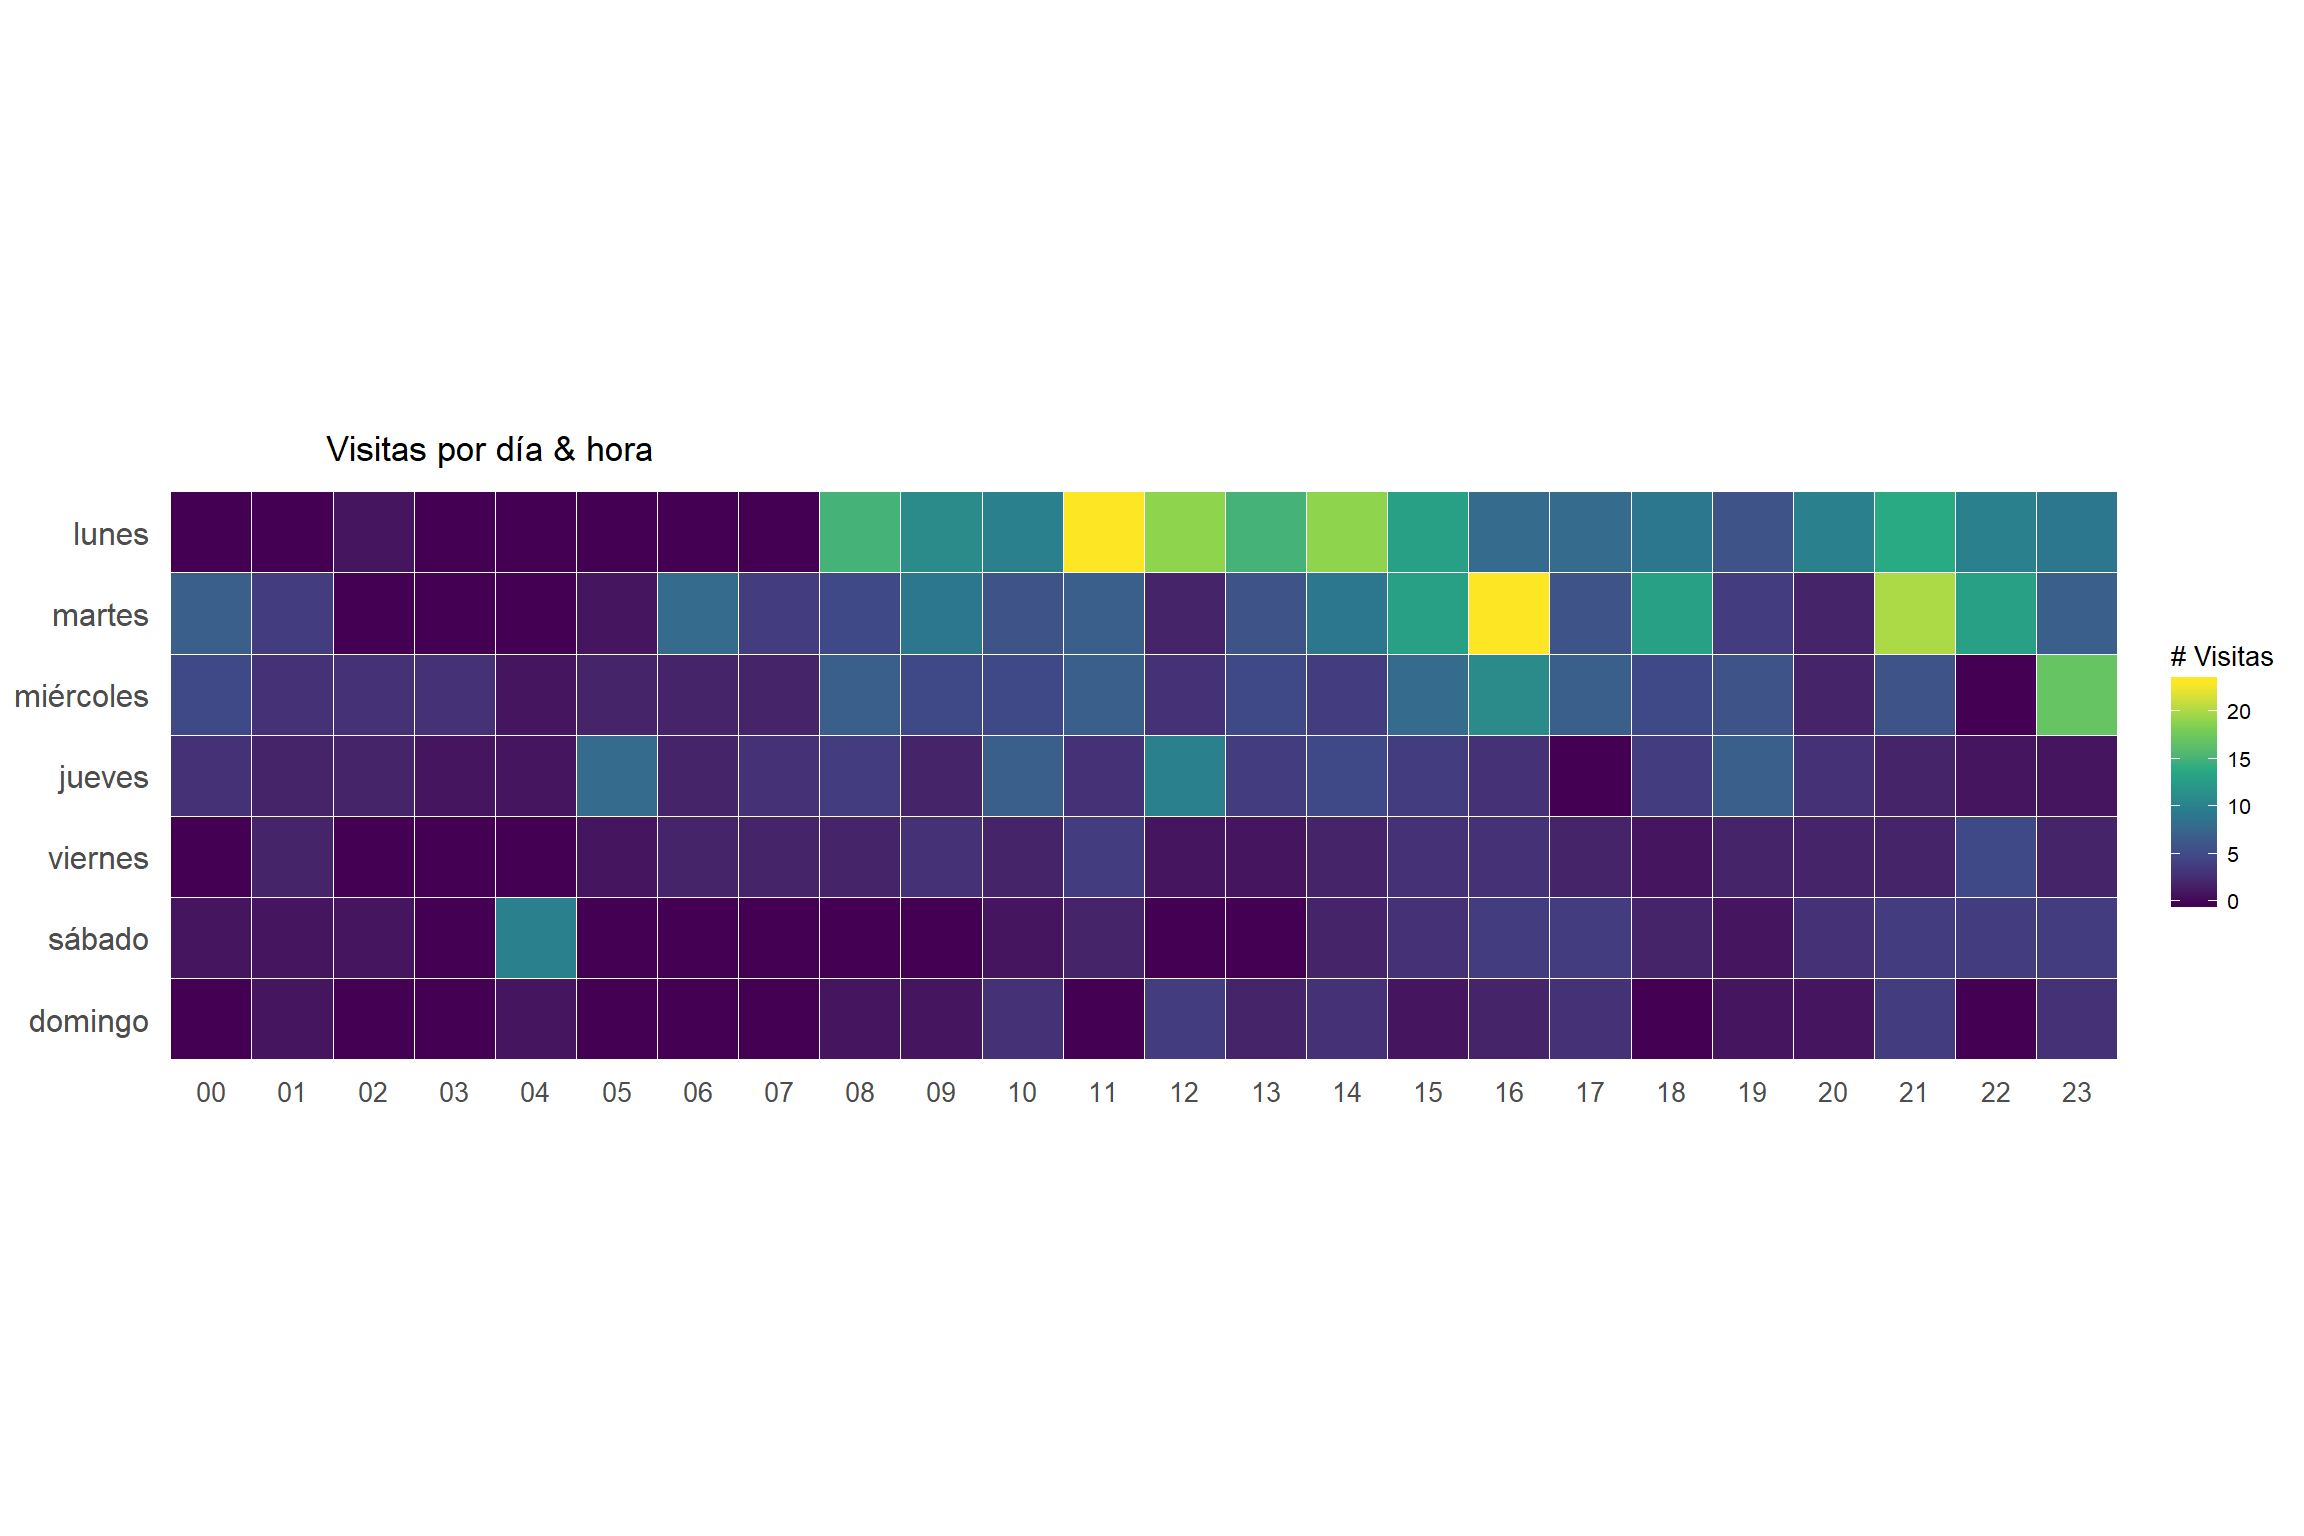 Visitas por día & hora
lunes
martes
miércoles
jueves
viernes
sábado
domingo
00 01 02 03 04 05 06 07 08 09 10 11 12 13 14 15 16 17 18 19 20 21 22 23
# Visitas
20
15
10
5
0